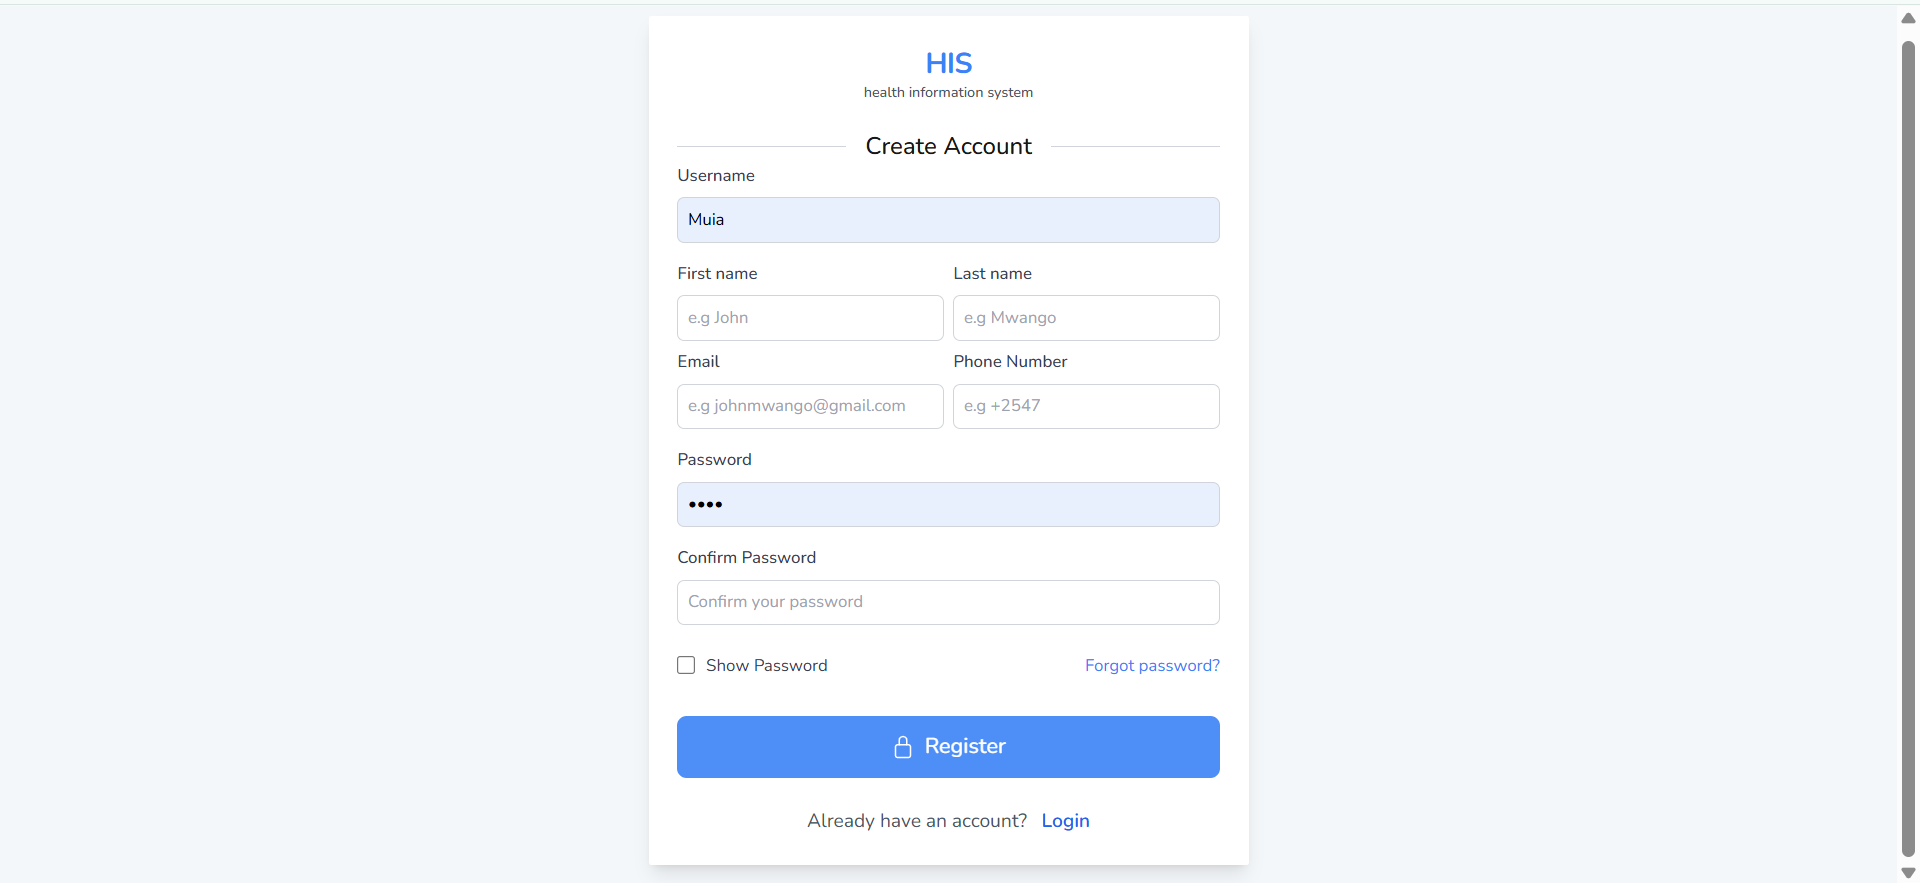 HIS
health information system
Create Account
Username
Muia
First name Last name
e.g John e.g Mwango
Email Phone Number
e.g johnmwango@gmail.com e.g +2547
Password
••••
Confirm Password
Confirm your password
Show Password Forgot password?
Register
Already have an account? Login